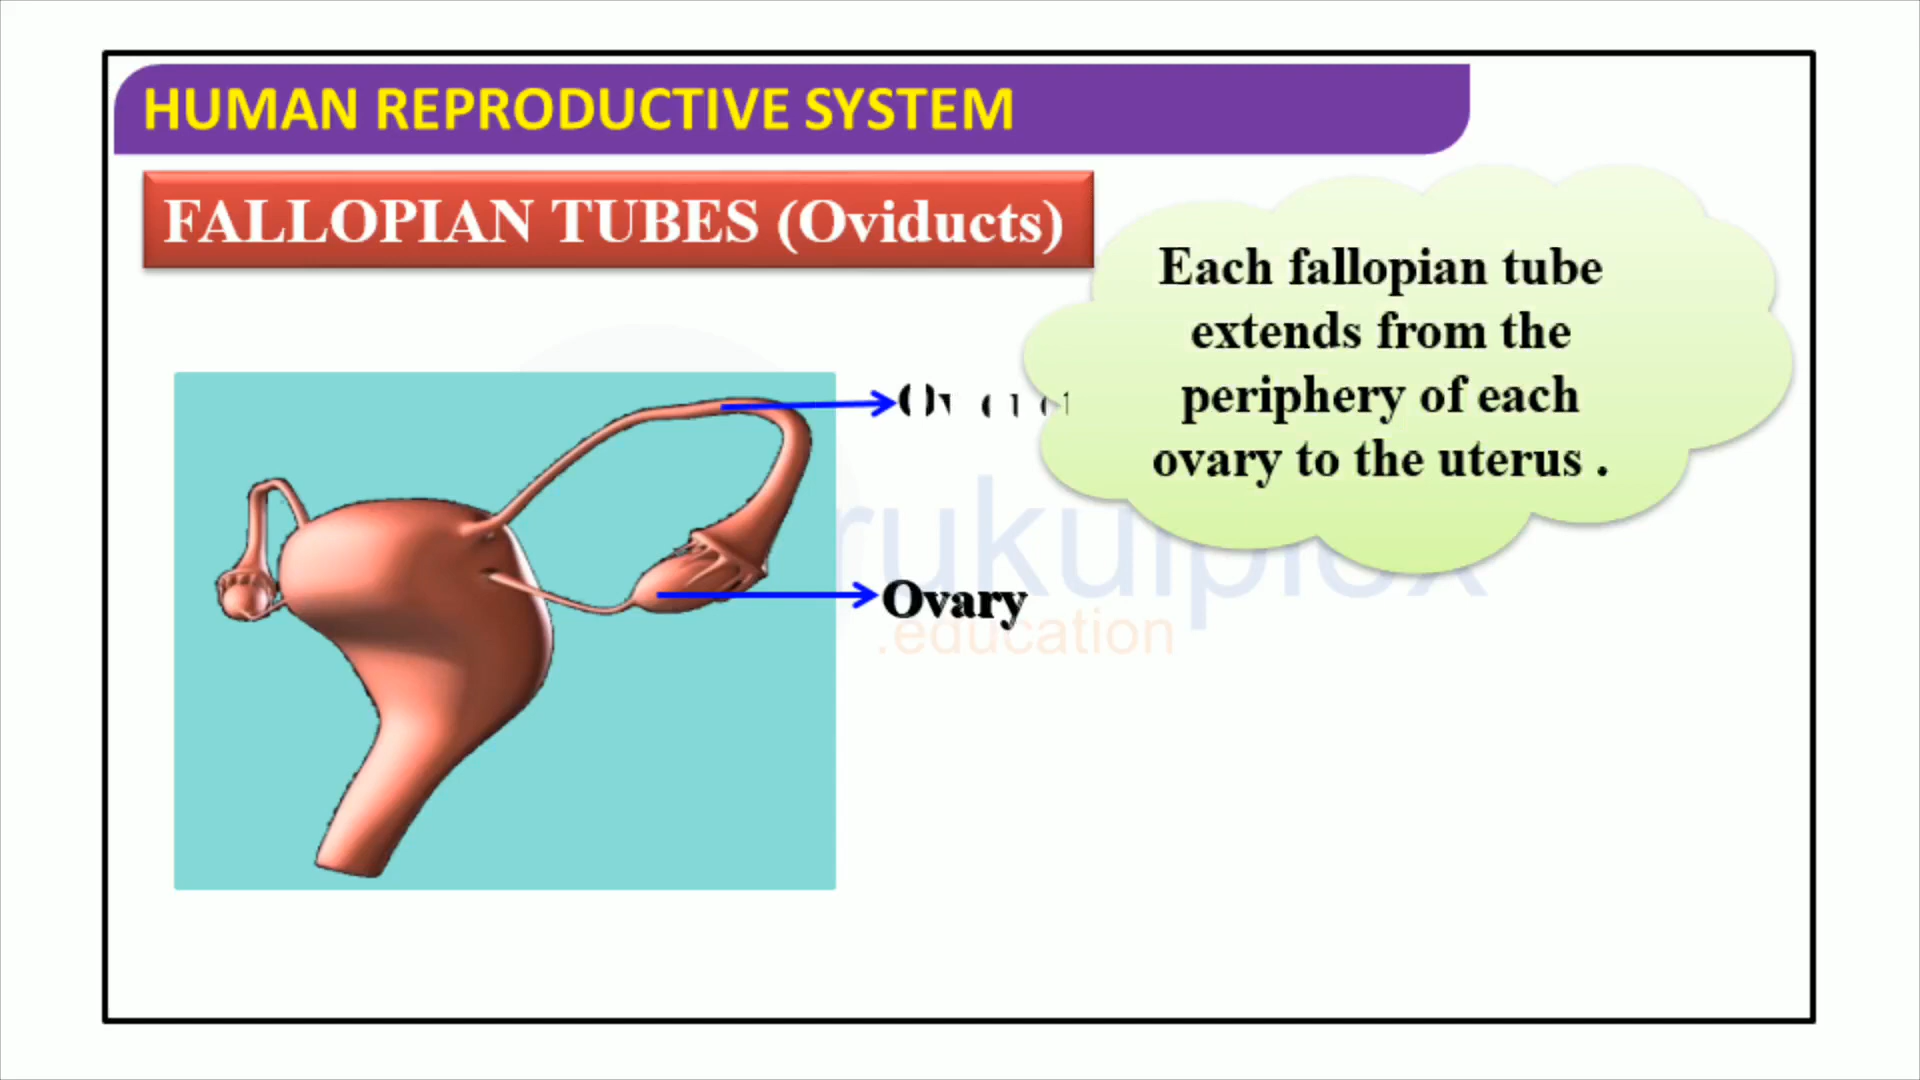 HUMAN REPRODUCTIVE SYSTEM
FALLOPIAN TUBES (Oviducts)
Each fallopian tube
extends from the
periphery of each
ovary to the uterus .
Ovary
.education